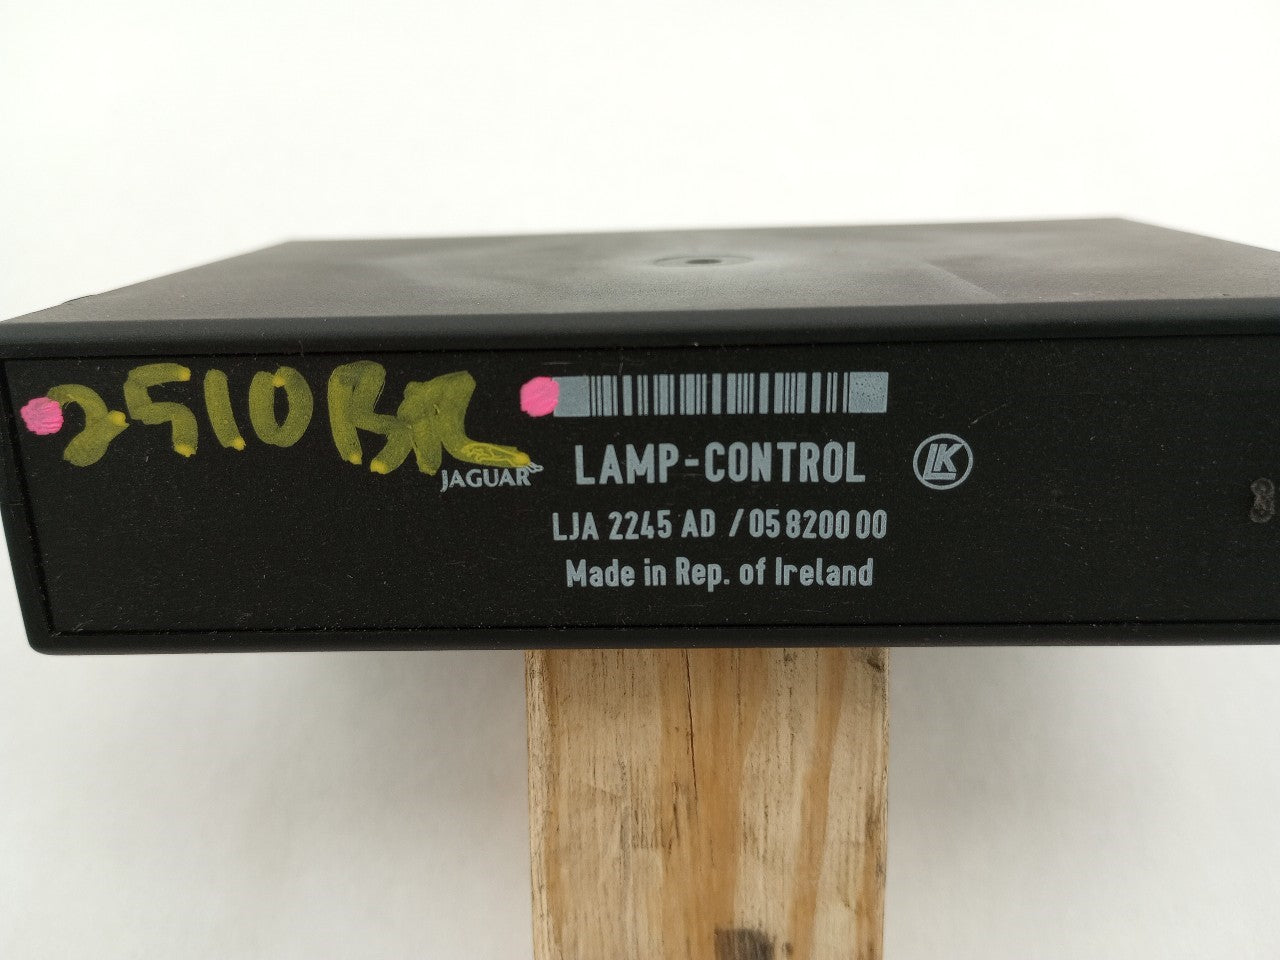 2510BR
JAGUAR
LAMP-CONTROL
LK
LJA 2245 AD / 05 8200 00
Made in Rep. of Ireland